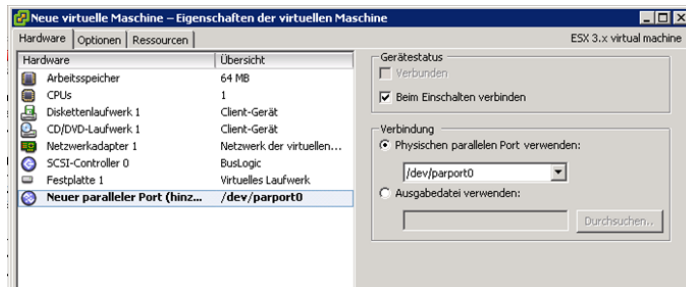 Neue virtuelle Maschine – Eigenschaften der virtuellen Maschine
Hardware Optionen Ressourcen ESX 3.x virtual machine
Hardware Übersicht
Arbeitsspeicher 64 MB
CPUs 1
Diskettenlaufwerk 1 Client-Gerät
CD/DVD-Laufwerk 1 Client-Gerät
Netzwerkadapter 1 Netzwerk der virtuellen...
SCSI-Controller 0 BusLogic
Festplatte 1 Virtuelles Laufwerk
Neuer paralleler Port (hinz... /dev/parport0
Gerätestatus
Verbunden
Beim Einschalten verbinden
Verbindung
Physischen parallelen Port verwenden:
/dev/parport0
Ausgabedatei verwenden:
Durchsuchen..